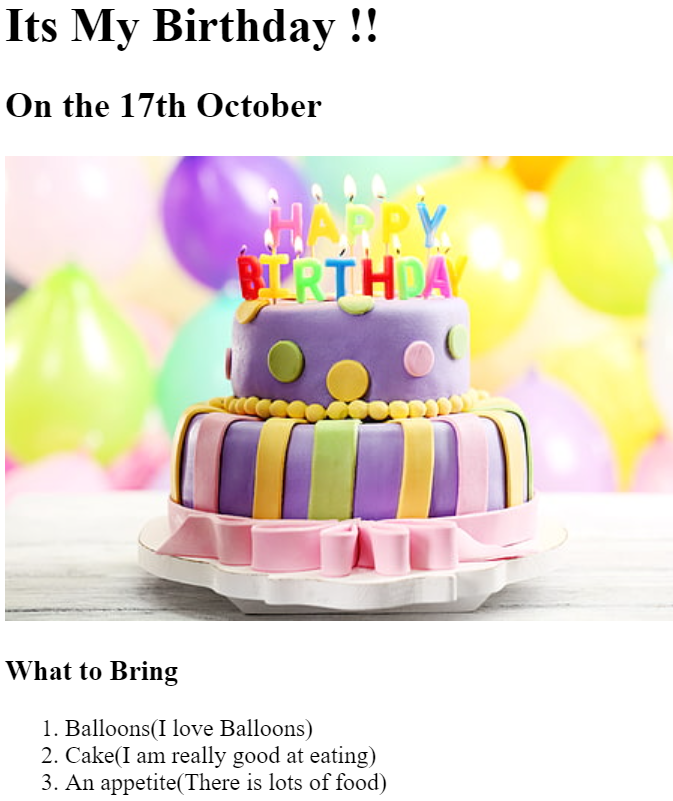 Its My Birthday !!
On the 17th October
HAPPY
BIRTHDAY
What to Bring
1. Balloons(I love Balloons)
2. Cake(I am really good at eating)
3. An appetite(There is lots of food)